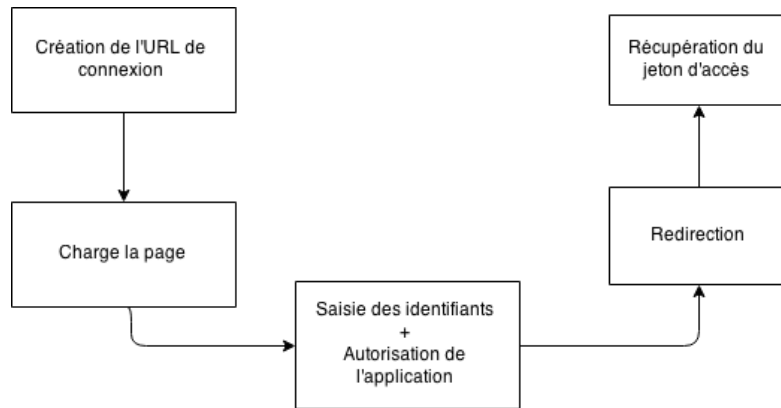 Création de l'URL de
connexion
Charge la page
Saisie des identifiants
+
Autorisation de
l'application
Redirection
Récupération du
jeton d'accès